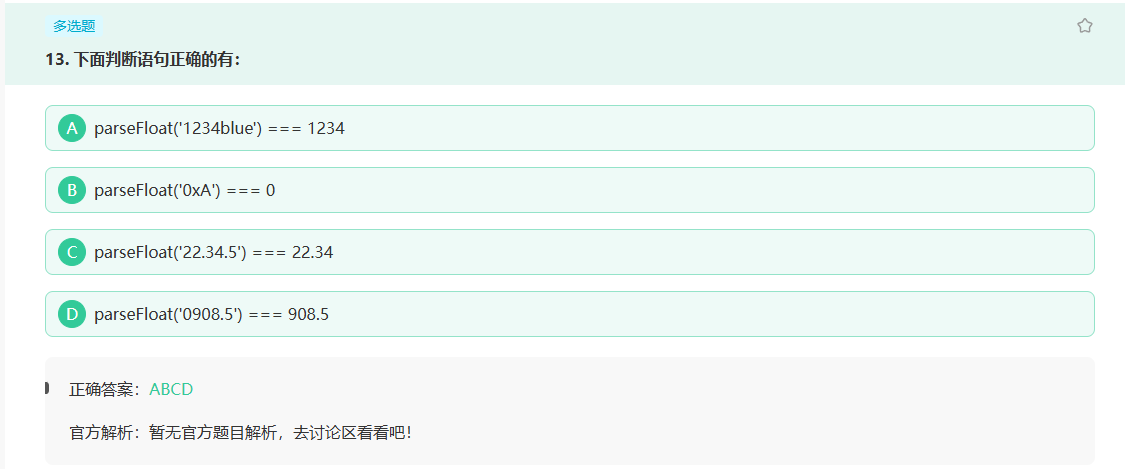 多选题
13. 下面判断语句正确的有：
A parseFloat('1234blue') === 1234
B parseFloat('0xA') === 0
C parseFloat('22.34.5') === 22.34
D parseFloat('0908.5') === 908.5
正确答案：ABCD
官方解析：暂无官方题目解析，去讨论区看看吧！